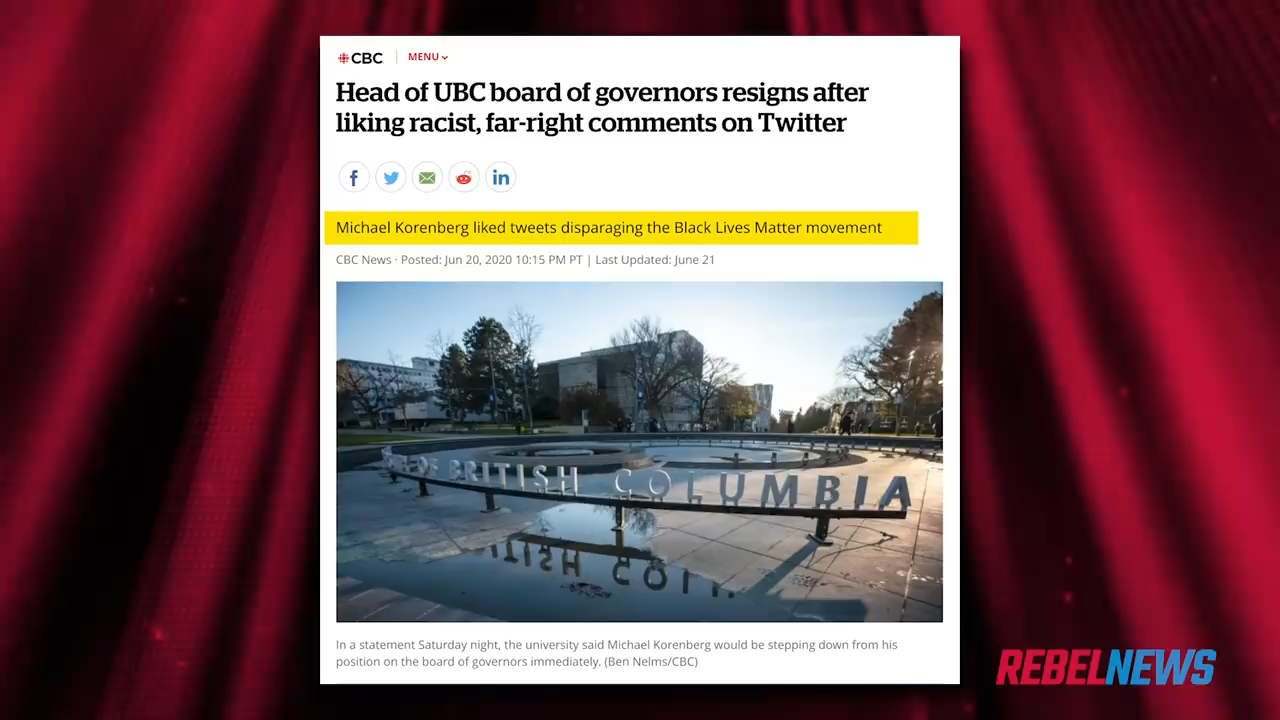 CBC
MENU
Head of UBC board of governors resigns after
liking racist, far-right comments on Twitter
Michael Korenberg liked tweets disparaging the Black Lives Matter movement
CBC News · Posted: Jun 20, 2020 10:15 PM PT | Last Updated: June 21
BRITISH COLUMBIA
In a statement Saturday night, the university said Michael Korenberg would be stepping down from his
position on the board of governors immediately. (Ben Nelms/CBC)
REBELNEWS